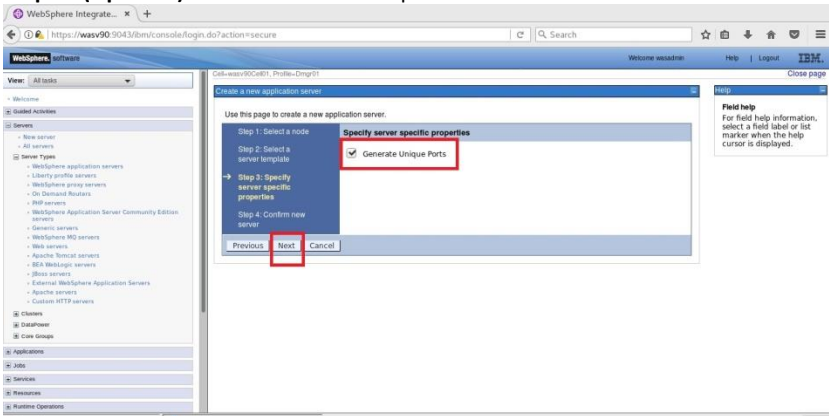 WebSphere Integrate... × +
https://wasv90:9043/ibm/console/login.do?action=secure
Search
WebSphere. software
Welcome wasadmin
Help | Logout
IBM.
View: All tasks
Cell=wasv90Cell01, Profile=Dmgr01
Close page
Welcome
Guided Activities
Servers
New server
All servers
Server Types
WebSphere application servers
Liberty profile servers
WebSphere proxy servers
On Demand Routers
PHP servers
WebSphere Application Server Community Edition
servers
Generic servers
WebSphere MQ servers
Web servers
Apache Tomcat servers
BEA WebLogic servers
JBoss servers
External WebSphere Application Servers
Apache servers
Custom HTTP servers
Clusters
DataPower
Core Groups
Applications
Jobs
Services
Resources
Runtime Operations
Create a new application server
Use this page to create a new application server.
Step 1: Select a node
Step 2: Select a
server template
Step 3: Specify
server specific
properties
Step 4: Confirm new
server
Specify server specific properties
Generate Unique Ports
Previous Next Cancel
Help
Field help
For field help information,
select a field label or list
marker when the help
cursor is displayed.